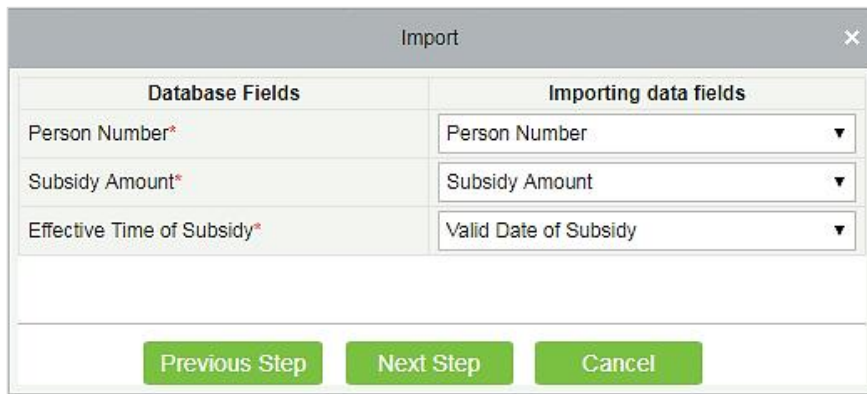 Import
Database Fields Importing data fields
Person Number* Person Number
Subsidy Amount* Subsidy Amount
Effective Time of Subsidy* Valid Date of Subsidy
Previous Step Next Step Cancel